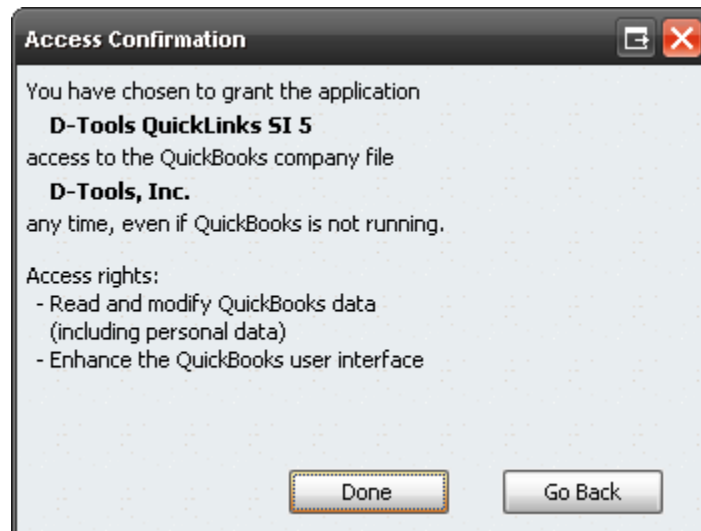 Access Confirmation
You have chosen to grant the application
D-Tools QuickLinks SI 5
access to the QuickBooks company file
D-Tools, Inc.
any time, even if QuickBooks is not running.
Access rights:
- Read and modify QuickBooks data
(including personal data)
- Enhance the QuickBooks user interface
Done Go Back